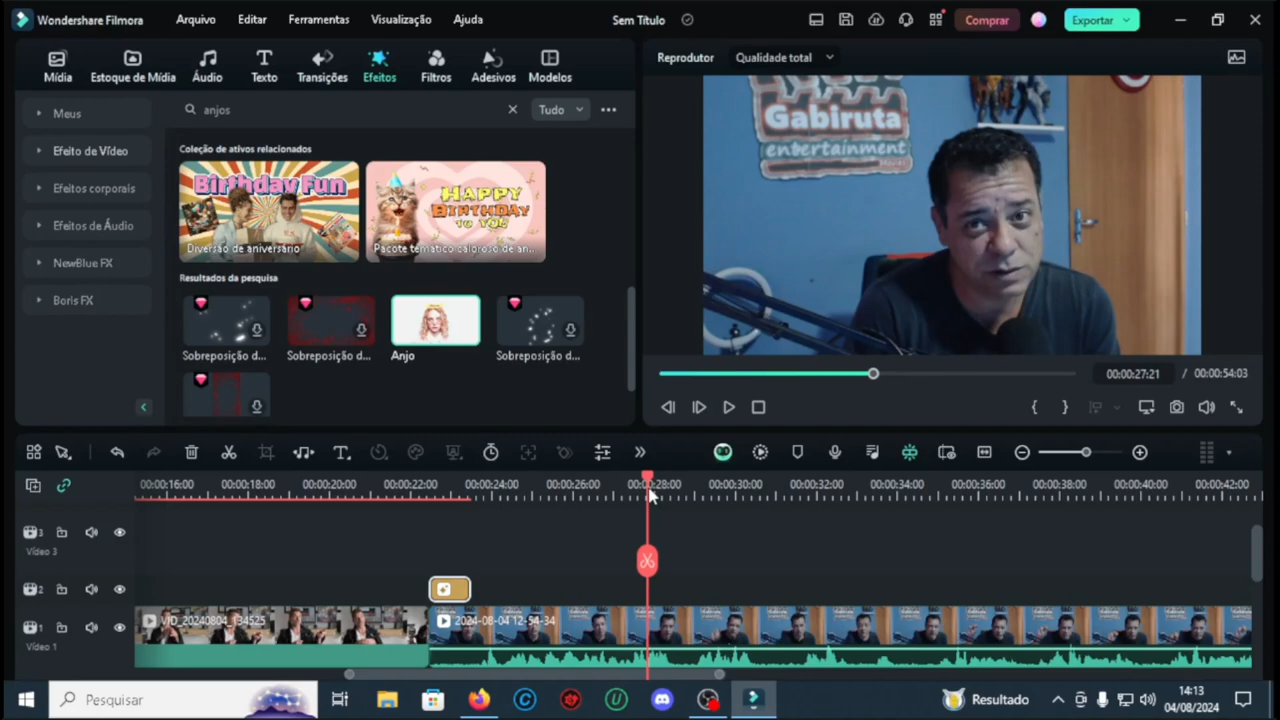 Wondershare Filmora
Arquivo
Editar
Ferramentas
Visualização
Ajuda
Sem Título
Comprar
Exportar
Mídia
Estoque de Mídia
Áudio
Texto
Transições
Efeitos
Filtros
Adesivos
Modelos
Reprodutor
Qualidade total
Meus
Efeito de Vídeo
Efeitos corporais
Efeitos de Áudio
NewBlue FX
Boris FX
anjos
Tudo
Coleção de ativos relacionados
Birthday Fun
Diversão de aniversário
HAPPY
BIRTHDAY
TO YOU
Pacote temático caloroso de an...
Resultados da pesquisa
Sobreposição d...
Sobreposição d...
Anjo
Sobreposição d...
Gabiruta
entertainment
00:00:27:21
/ 00:00:54:03
{ }
00:00:16:00
00:00:18:00
00:00:20:00
00:00:22:00
00:00:24:00
00:00:26:00
00:00:28:00
00:00:30:00
00:00:32:00
00:00:34:00
00:00:36:00
00:00:38:00
00:00:40:00
00:00:42:00
3
Vídeo 3
2
1
Vídeo 1
VID_20240804_134525
2024-08-04 12-54-34
Pesquisar
Resultado
14:13
04/08/2024